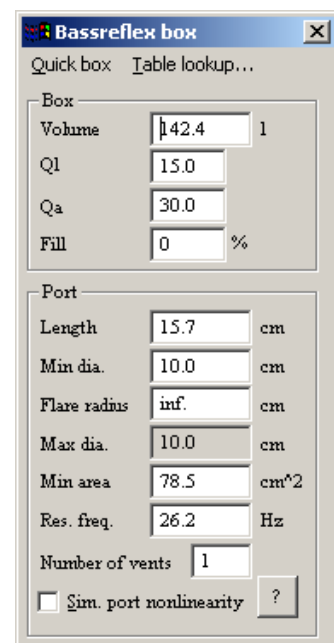 Bassreflex box
Quick box Table lookup...
Box
Volume 142.4 l
Ql 15.0
Qa 30.0
Fill 0 %
Port
Length 15.7 cm
Min dia. 10.0 cm
Flare radius inf. cm
Max dia. 10.0 cm
Min area 78.5 cm^2
Res. freq. 26.2 Hz
Number of vents 1
Sim. port nonlinearity ?